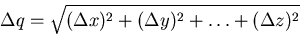 Δq = √((Δx)² + (Δy)² + … + (Δz)²)